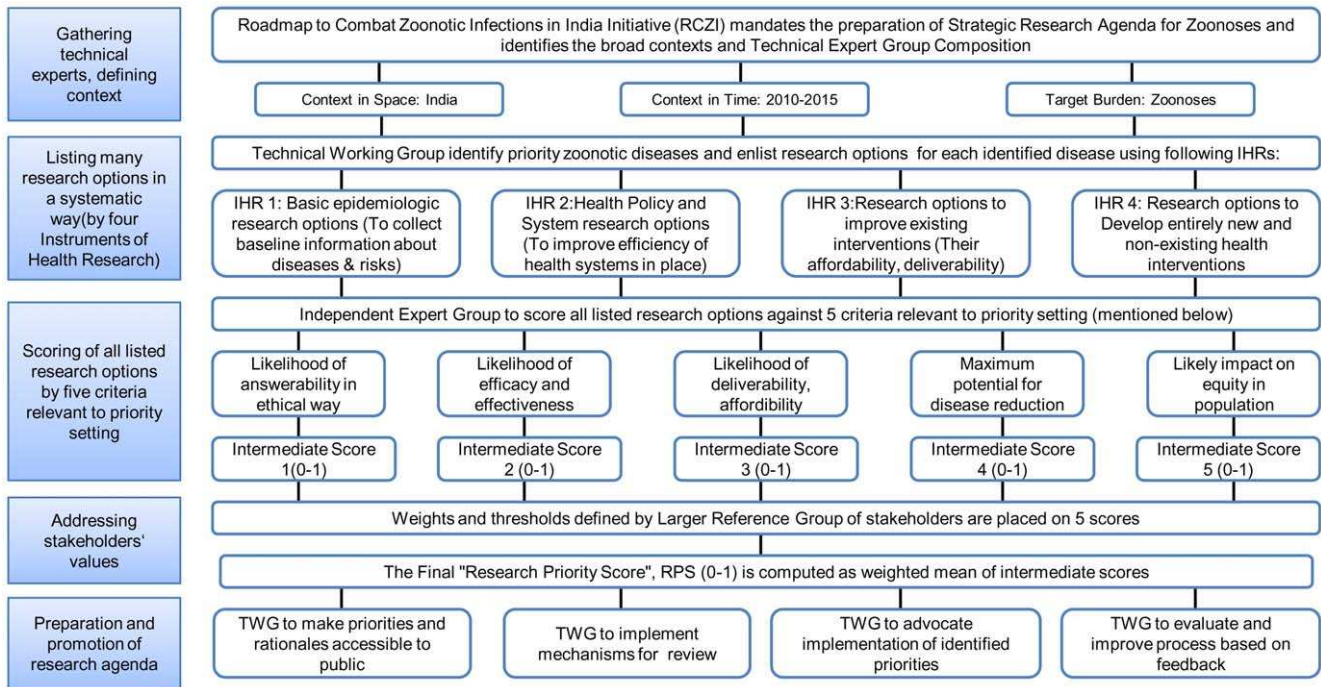 Gathering
technical
experts, defining
context
Roadmap to Combat Zoonotic Infections in India Initiative (RCZI) mandates the preparation of Strategic Research Agenda for Zoonoses and
identifies the broad contexts and Technical Expert Group Composition
Context in Space: India
Context in Time: 2010-2015
Target Burden: Zoonoses
Listing many
research options in
a systematic
way(by four
Instruments of
Health Research)
Technical Working Group identify priority zoonotic diseases and enlist research options for each identified disease using following IHRs:
IHR 1: Basic epidemiologic
research options (To collect
baseline information about
diseases & risks)
IHR 2:Health Policy and
System research options
(To improve efficiency of
health systems in place)
IHR 3:Research options to
improve existing
interventions (Their
affordability, deliverability)
IHR 4: Research options to
Develop entirely new and
non-existing health
interventions
Scoring of all listed
research options
by five criteria
relevant to priority
setting
Independent Expert Group to score all listed research options against 5 criteria relevant to priority setting (mentioned below)
Likelihood of
answerability in
ethical way
Likelihood of
efficacy and
effectiveness
Likelihood of
deliverability,
affordibility
Maximum
potential for
disease reduction
Likely impact on
equity in
population
Intermediate Score
1(0-1)
Intermediate Score
2 (0-1)
Intermediate Score
3 (0-1)
Intermediate Score
4 (0-1)
Intermediate Score
5 (0-1)
Addressing
stakeholders‘
values
Weights and thresholds defined by Larger Reference Group of stakeholders are placed on 5 scores
The Final "Research Priority Score", RPS (0-1) is computed as weighted mean of intermediate scores
Preparation and
promotion of
research agenda
TWG to make priorities and
rationales accessible to
public
TWG to implement
mechanisms for review
TWG to advocate
implementation of identified
priorities
TWG to evaluate and
improve process based on
feedback